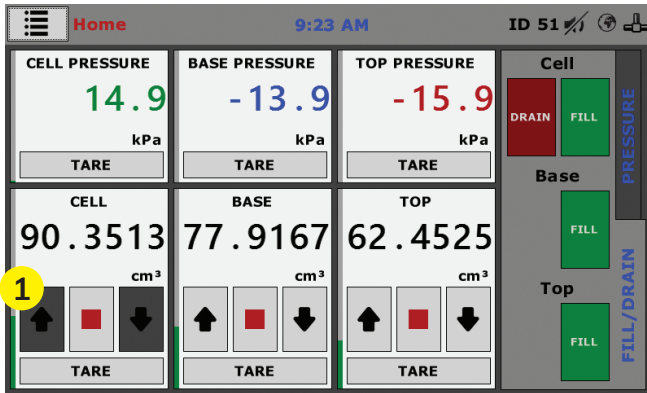 Home 9:23 AM ID 51
CELL PRESSURE BASE PRESSURE TOP PRESSURE
14.9 -13.9 -15.9
kPa kPa kPa
TARE TARE TARE
CELL BASE TOP
90.3513 77.9167 62.4525
cm³ cm³ cm³
1
TARE TARE TARE
Cell
DRAIN FILL
Base
FILL
Top
FILL
PRESSURE
FILL/DRAIN